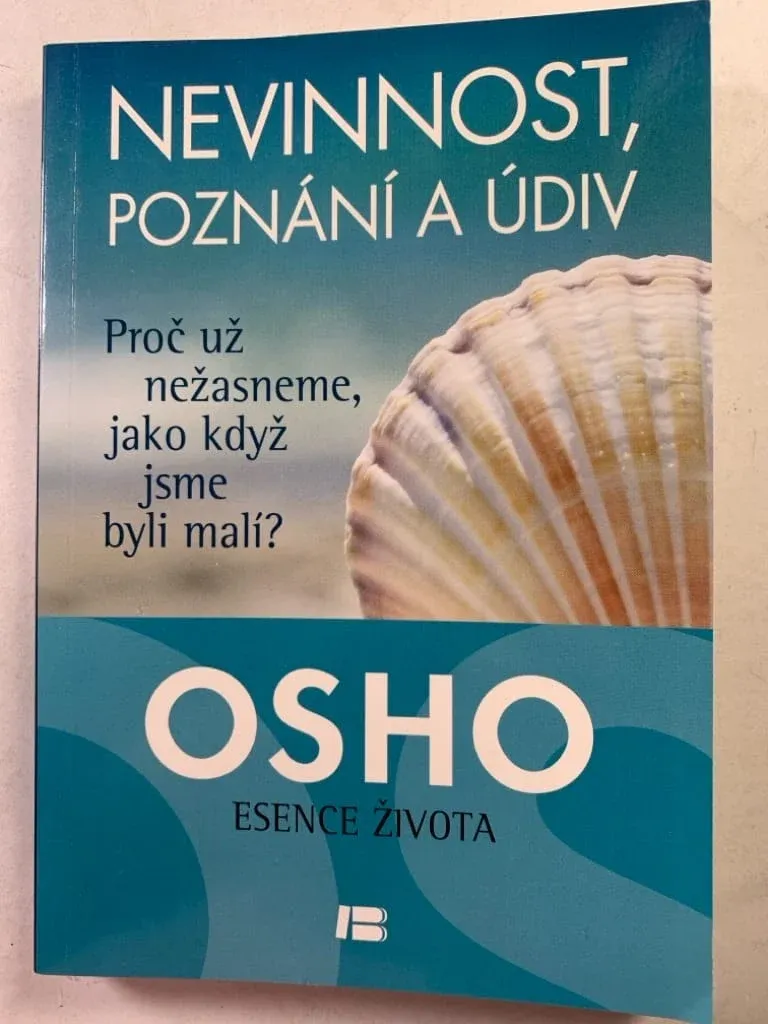 NEVINNOST,
POZNÁNÍ A ÚDIV
Proč už
nežasneme,
jako když
jsme
byli malí?
OSHO
ESENCE ŽIVOTA
B